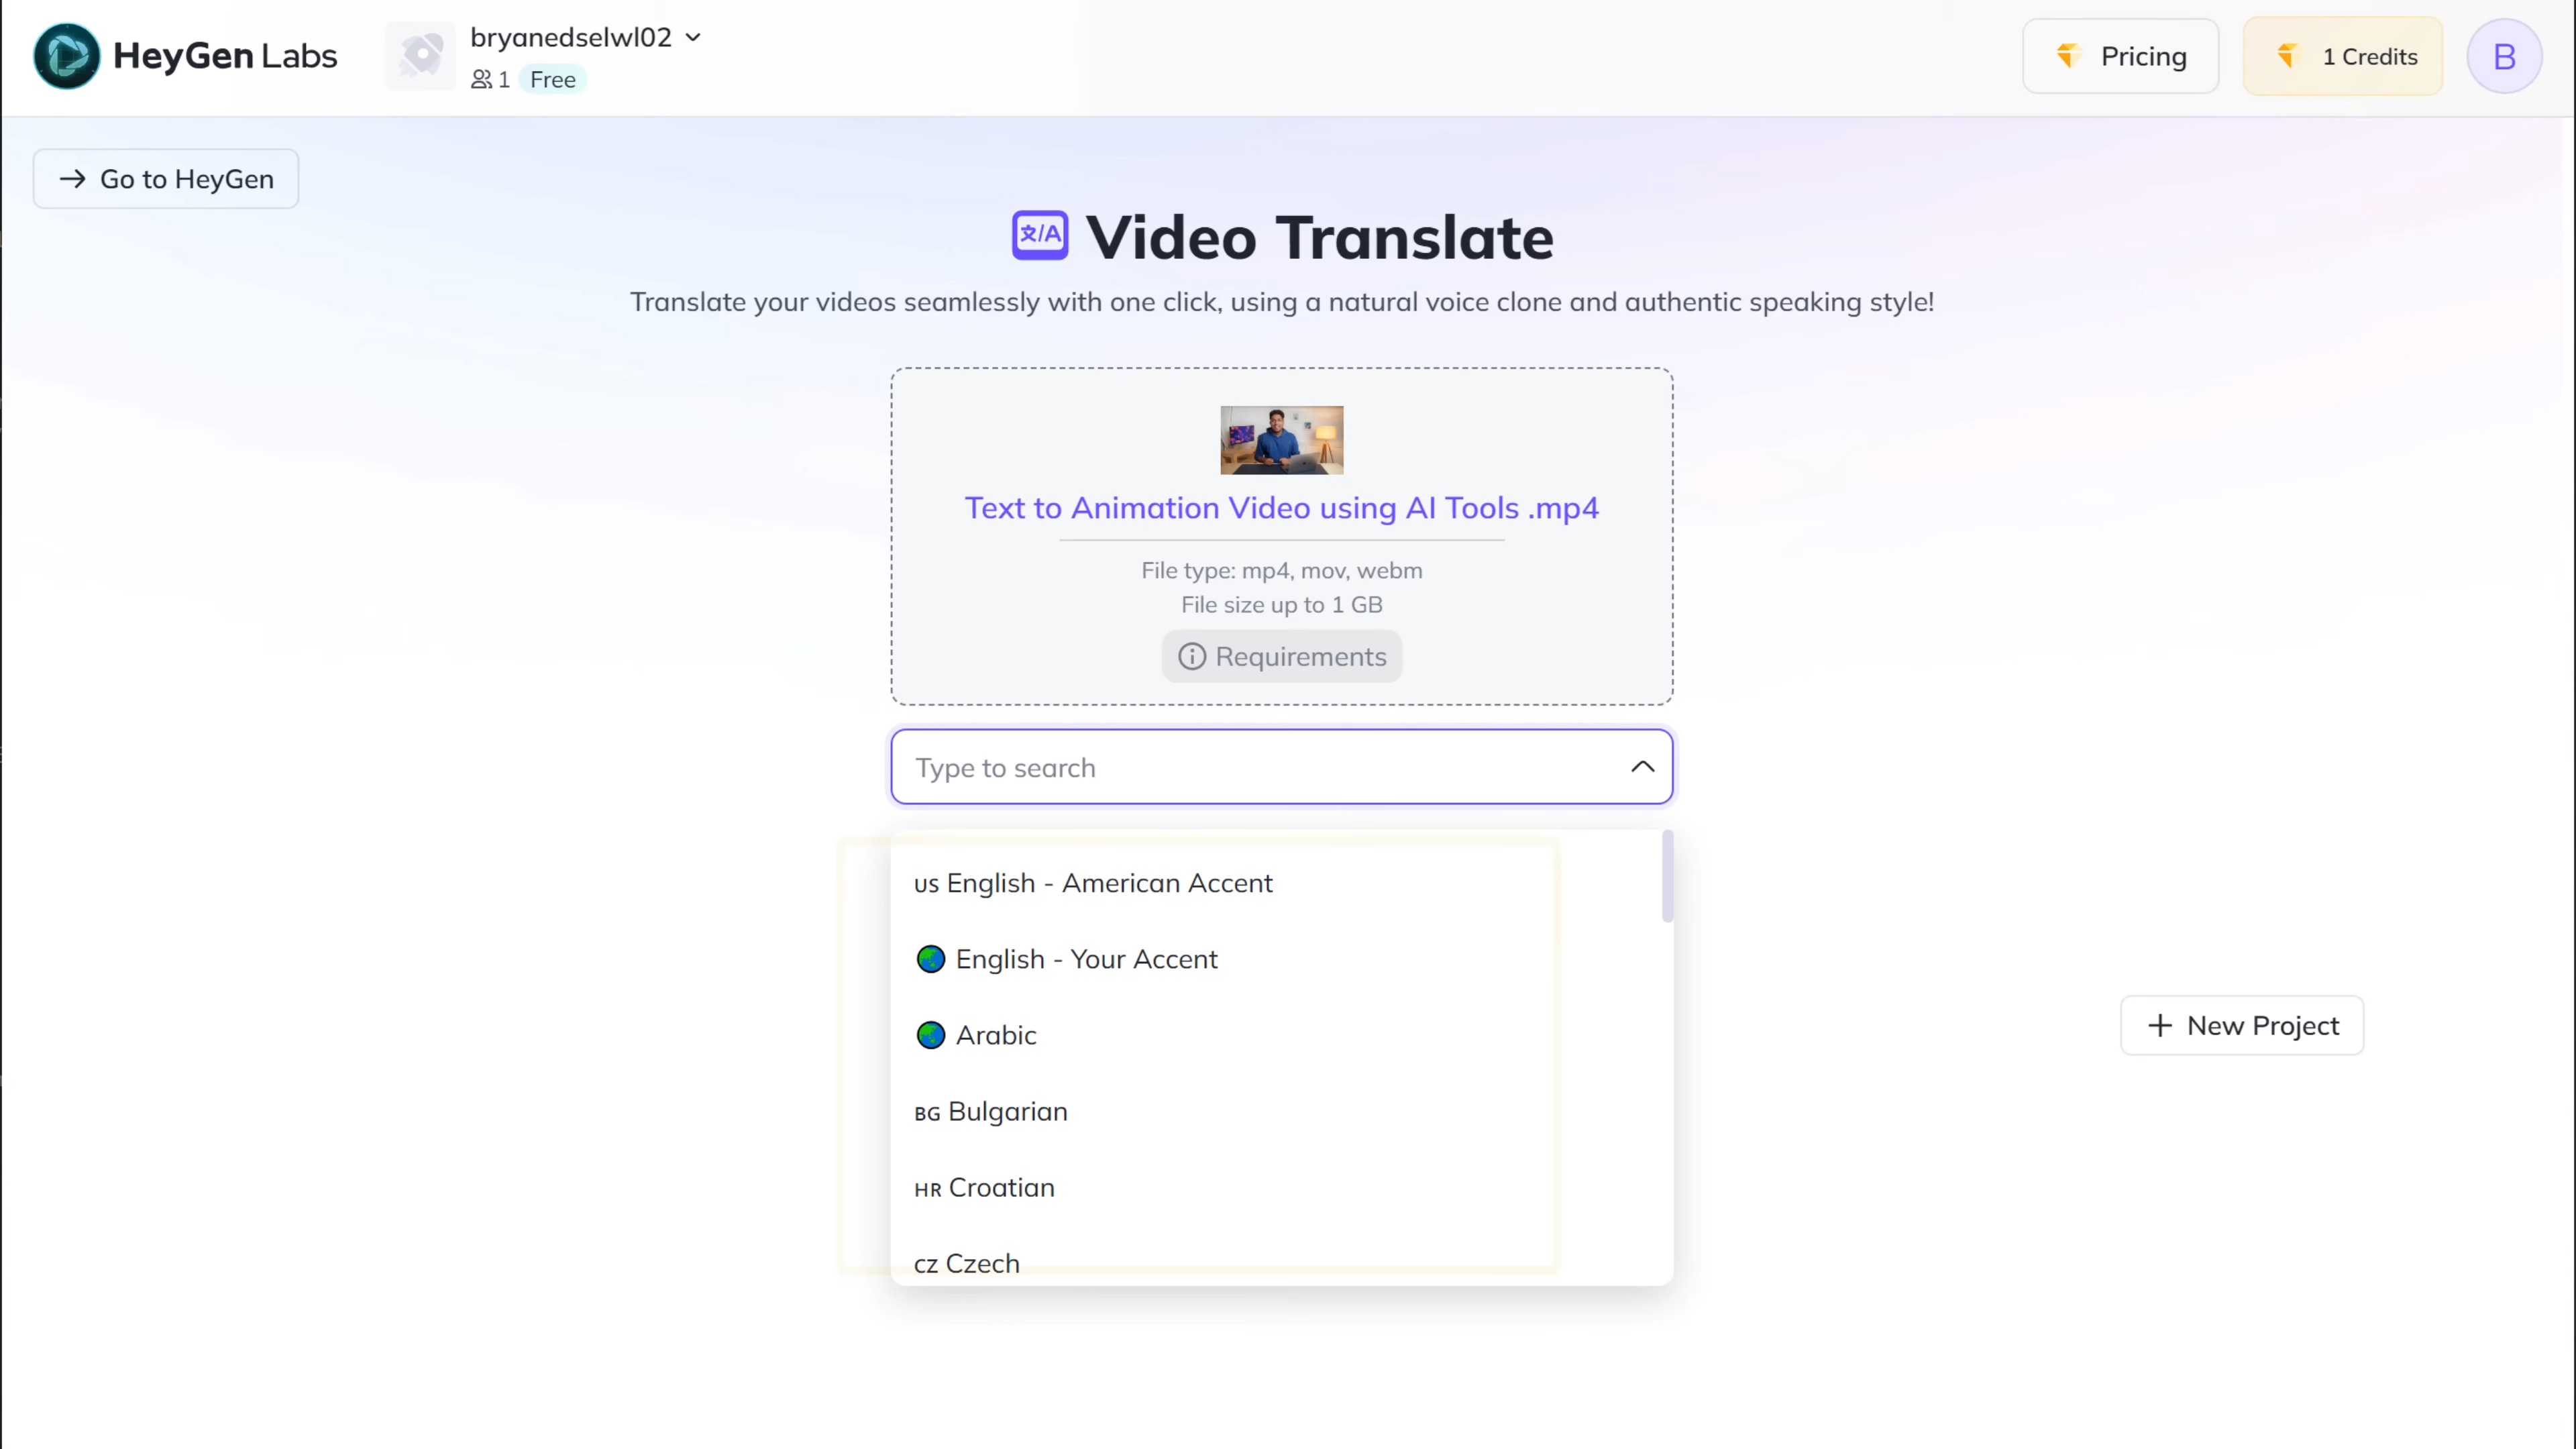 HeyGen Labs
bryanedselwl02
1 Free
Pricing
1 Credits
B
Go to HeyGen
文/A Video Translate
Translate your videos seamlessly with one click, using a natural voice clone and authentic speaking style!
Text to Animation Video using AI Tools .mp4
File type: mp4, mov, webm
File size up to 1 GB
Requirements
Type to search
US English - American Accent
English - Your Accent
Arabic
BG Bulgarian
HR Croatian
CZ Czech
New Project